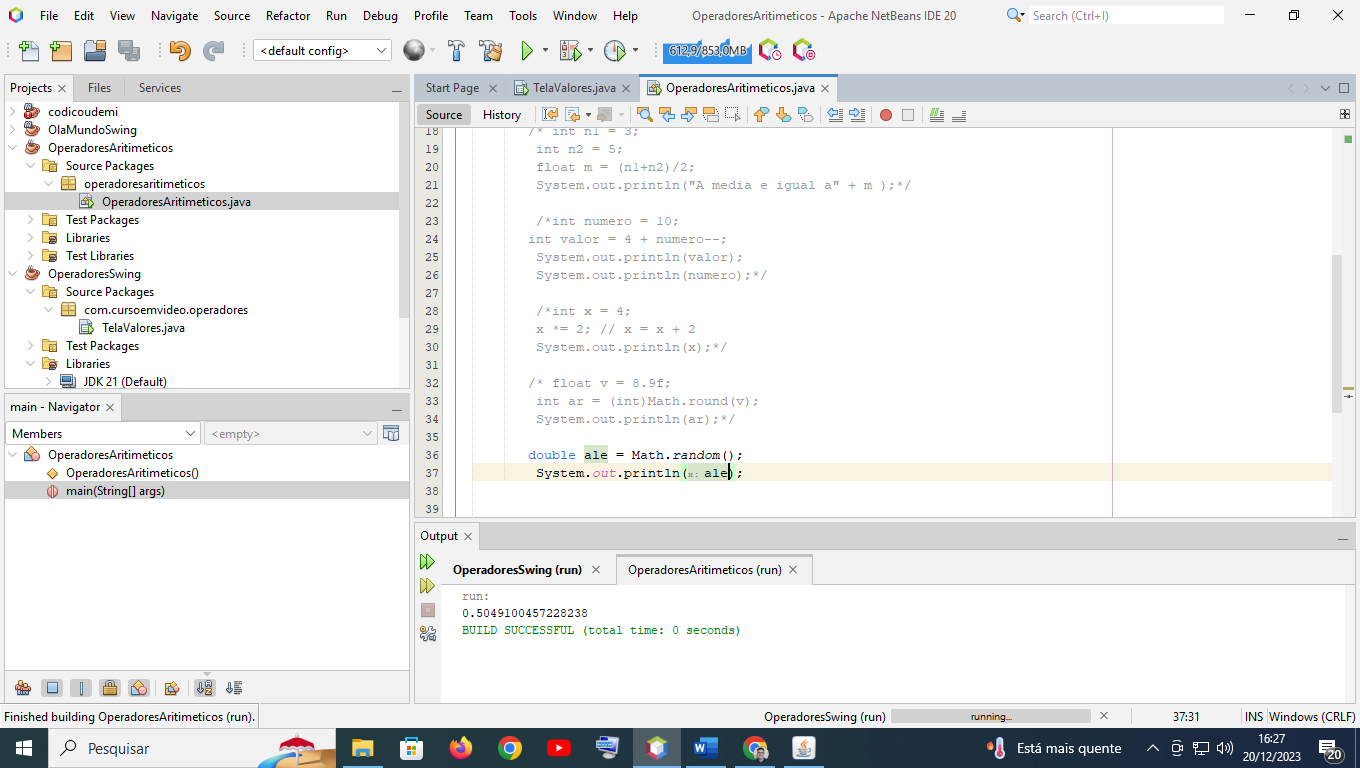 File Edit View Navigate Source Refactor Run Debug Profile Team Tools Window Help OperadoresAritimeticos - Apache NetBeans IDE 20 Search (Ctrl+I)
<default config> 612,9/853,0MB
Projects Files Services
codicoudemi
OlaMundoSwing
OperadoresAritimeticos
Source Packages
operadoresaritimeticos
OperadoresAritimeticos.java
Test Packages
Libraries
Test Libraries
OperadoresSwing
Source Packages
com.cursoemvideo.operadores
TelaValores.java
Test Packages
Libraries
JDK 21 (Default)
main - Navigator
Members <empty>
OperadoresAritimeticos
OperadoresAritimeticos()
main(String[] args)
Start Page TelaValores.java OperadoresAritimeticos.java
Source History
18 /* int n1 = 3;
19 int n2 = 5;
20 float m = (n1+n2)/2;
21 System.out.println("A media e igual a" + m );*/
22
23 /*int numero = 10;
24 int valor = 4 + numero--;
25 System.out.println(valor);
26 System.out.println(numero);*/
27
28 /*int x = 4;
29 x *= 2; // x = x + 2
30 System.out.println(x);*/
31
32 /* float v = 8.9f;
33 int ar = (int)Math.round(v);
34 System.out.println(ar);*/
35
36 double ale = Math.random();
37 System.out.println(x: ale);
38
39
Output
OperadoresSwing (run) OperadoresAritimeticos (run)
run:
0.5049100457228238
BUILD SUCCESSFUL (total time: 0 seconds)
Finished building OperadoresAritimeticos (run). OperadoresSwing (run) running... 37:31 INS Windows (CRLF)
Pesquisar Está mais quente 16:27
20/12/2023 20